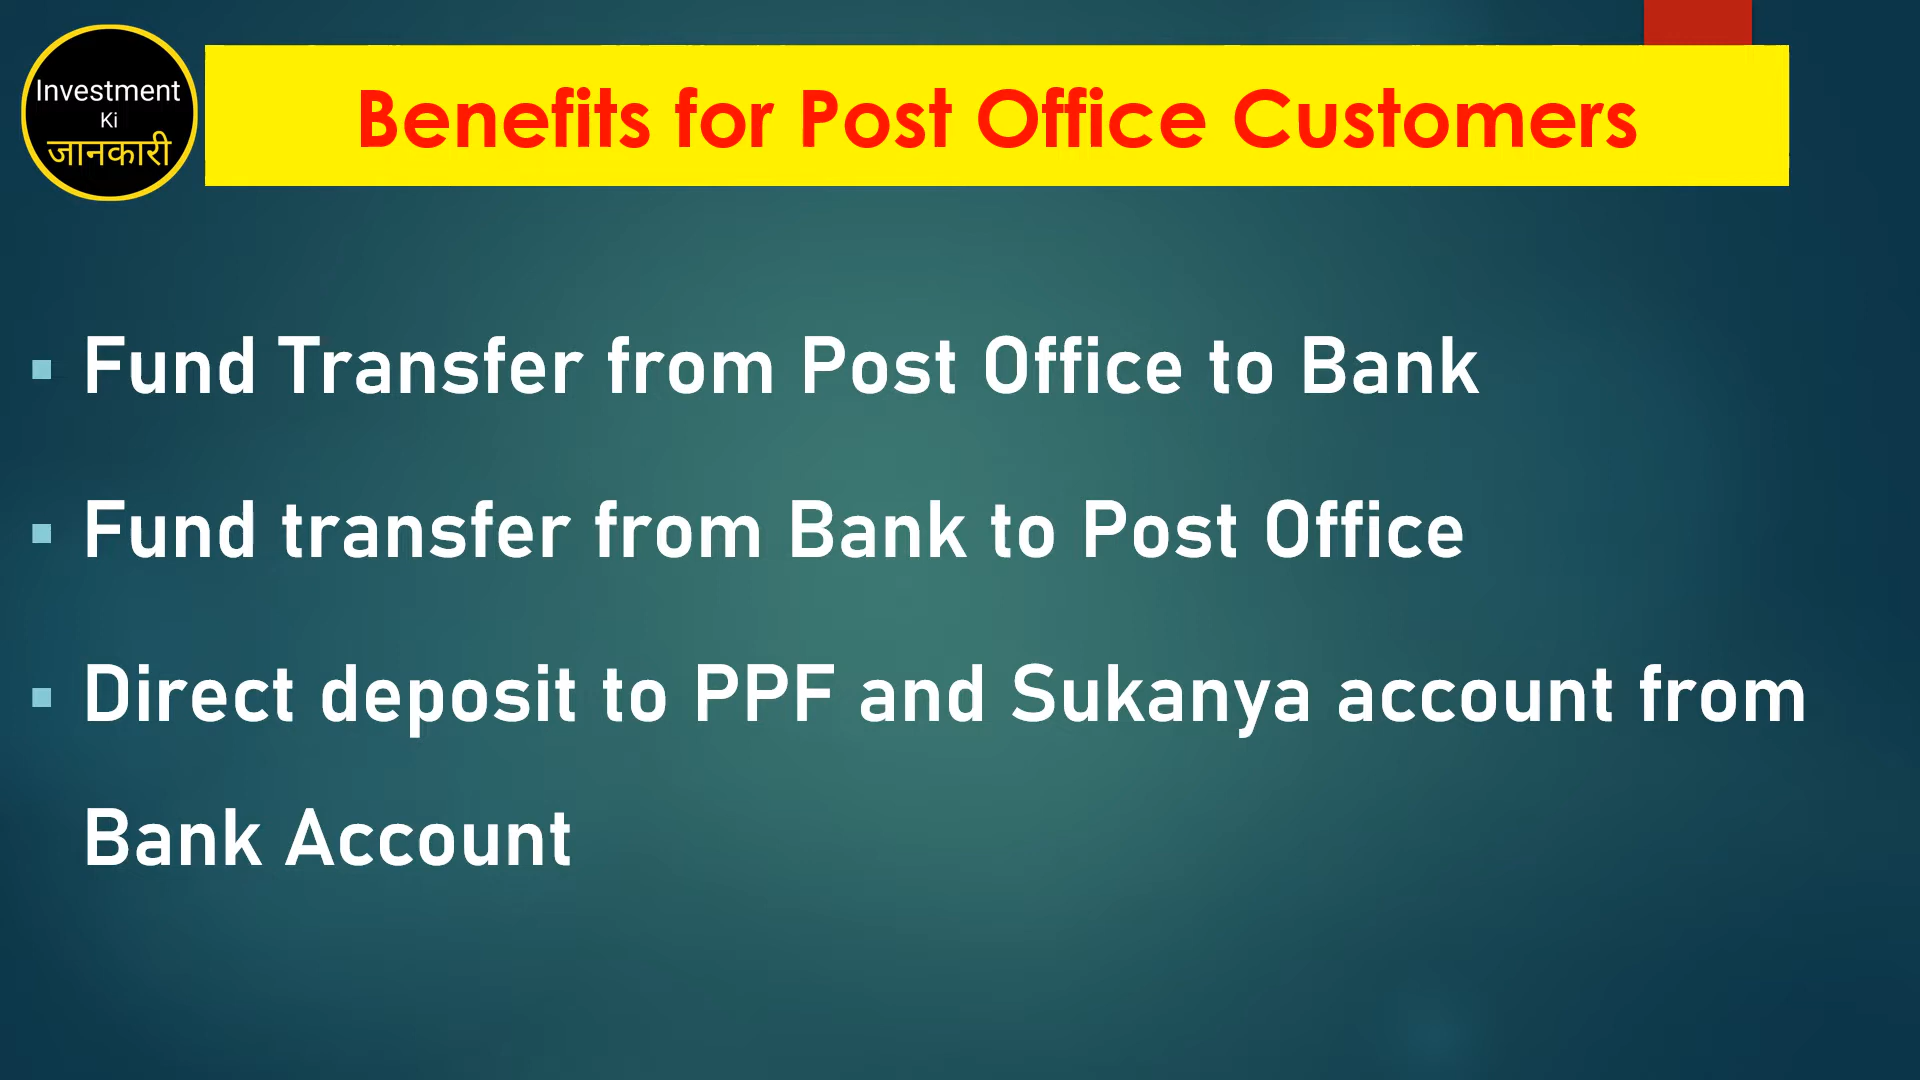 Investment
Ki
जानकारी
Benefits for Post Office Customers
Fund Transfer from Post Office to Bank
Fund transfer from Bank to Post Office
Direct deposit to PPF and Sukanya account from
Bank Account